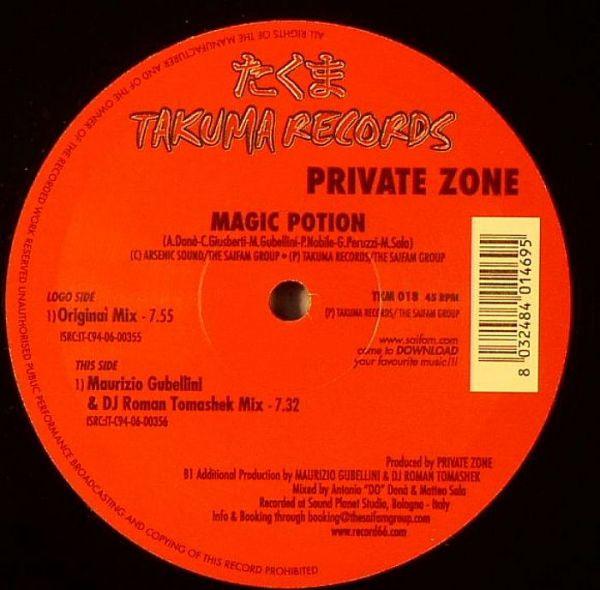 ALL RIGHTS OF THE MANUFACTURER AND OF THE OWNER OF THE RECORDED WORK RESERVED UNAUTHORISED PUBLIC PERFORMANCE BROADCASTING AND COPYING OF THIS RECORD PROHIBITED
たくま
TAKUMA RECORDS
PRIVATE ZONE
MAGIC POTION
(A.Donà-C.Giusberti-M.Gubellini-P.Nobile-G.Peruzzi-M.Sala)
(C) ARSENIC SOUND/THE SAIFAM GROUP • (P) TAKUMA RECORDS/THE SAIFAM GROUP
LOGO SIDE
1) Original Mix - 7.55
ISRC:IT-C94-06-00355
THIS SIDE
1) Maurizio Gubellini
& DJ Roman Tomashek Mix - 7.32
ISRC:IT-C94-06-00356
TKM 018 45 RPM
(P) TAKUMA RECORDS/THE SAIFAM GROUP
www.saifam.com
come to DOWNLOAD
your favourite music!!!
8 032484 014695
Produced by PRIVATE ZONE
B1 Additional Production by MAURIZIO GUBELLINI & DJ ROMAN TOMASHEK
Mixed by Antonio "DO" Donà & Matteo Sala
Recorded at Sound Planet Studio, Bologna - Italy
Info & Booking through booking@thesaifamgroup.com
www.record66.com